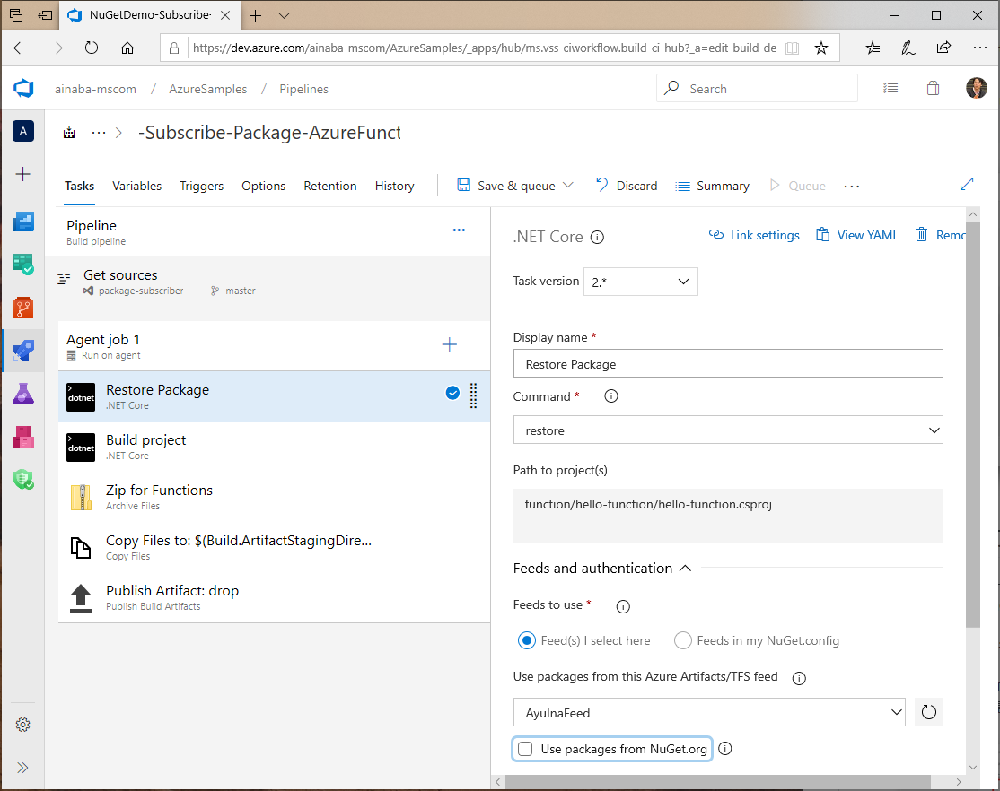 NuGetDemo-Subscribe-
https://dev.azure.com/ainaba-mscom/AzureSamples/_apps/hub/ms.vss-ciworkflow.build-ci-hub?_a=edit-build-de
ainaba-mscom / AzureSamples / Pipelines
Search
A
... > -Subscribe-Package-AzureFunct
Tasks Variables Triggers Options Retention History Save & queue Discard Summary Queue ...
Pipeline
Build pipeline
...
Get sources
package-subscriber master
Agent job 1
Run on agent
dotnet
Restore Package
.NET Core
dotnet
Build project
.NET Core
Zip for Functions
Archive Files
Copy Files to: $(Build.ArtifactStagingDire...
Copy Files
Publish Artifact: drop
Publish Build Artifacts
.NET Core Link settings View YAML Remo
Task version 2.*
Display name *
Restore Package
Command *
restore
Path to project(s)
function/hello-function/hello-function.csproj
Feeds and authentication
Feeds to use *
Feed(s) I select here Feeds in my NuGet.config
Use packages from this Azure Artifacts/TFS feed
AyuInaFeed
Use packages from NuGet.org